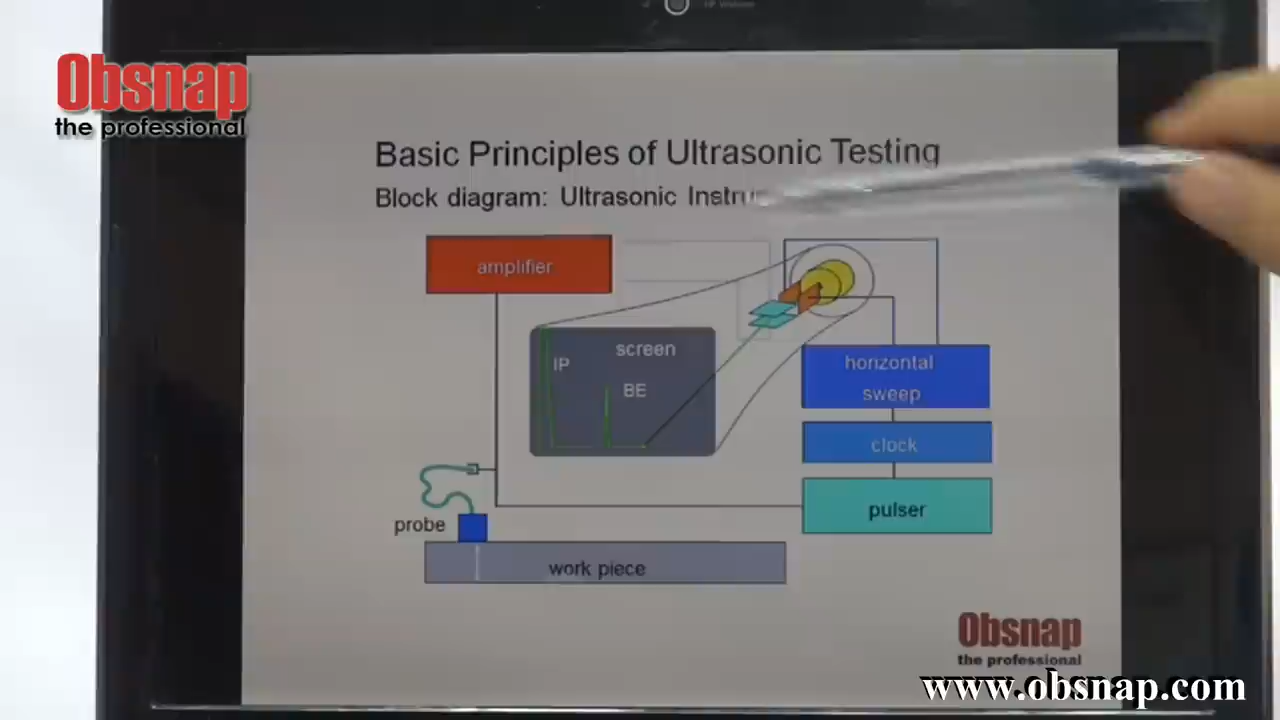 Obsnap
the professional
Basic Principles of Ultrasonic Testing
Block diagram: Ultrasonic
amplifier
screen
IP
BE
horizontal
sweep
clock
pulser
probe
work piece
Obsnap
the professional
www.obsnap.com